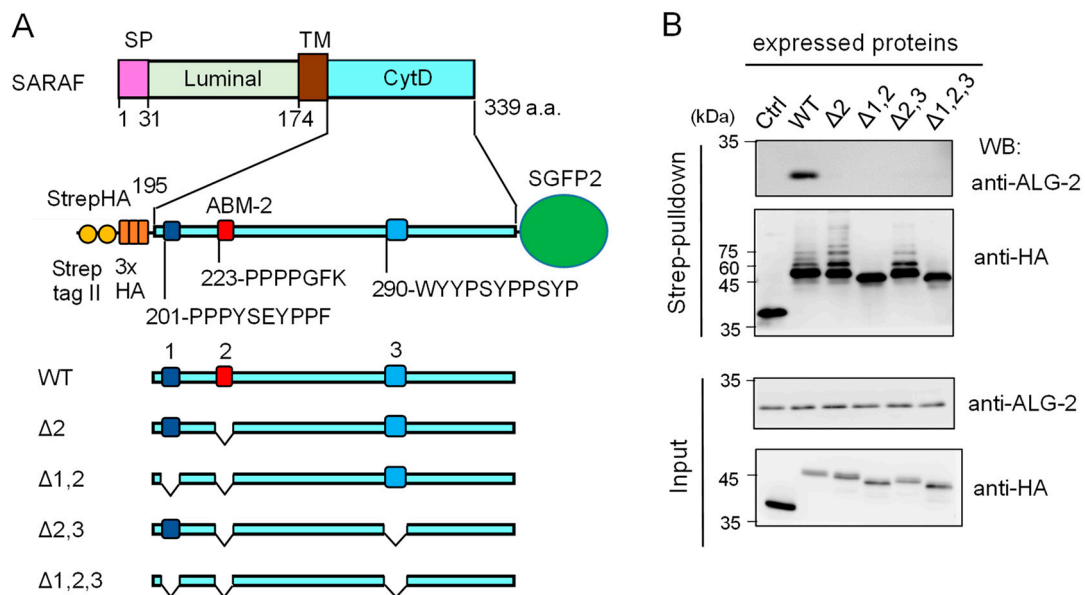 A
SP
TM
SARAF
Luminal
CytD
1
31
174
339 a.a.
StrepHA
195
ABM-2
SGFP2
Strep
tag II
3x
HA
223-PPPPGFK
290-WYYPSYPPSYP
201-PPPYSEYPPF
1
2
3
WT
Δ2
Δ1,2
Δ2,3
Δ1,2,3
B
expressed proteins
(kDa)
Ctrl
WT
Δ2
Δ1,2
Δ2,3
Δ1,2,3
Strep-pulldown
35
WB:
anti-ALG-2
75
60
45
35
anti-HA
Input
35
anti-ALG-2
45
35
anti-HA